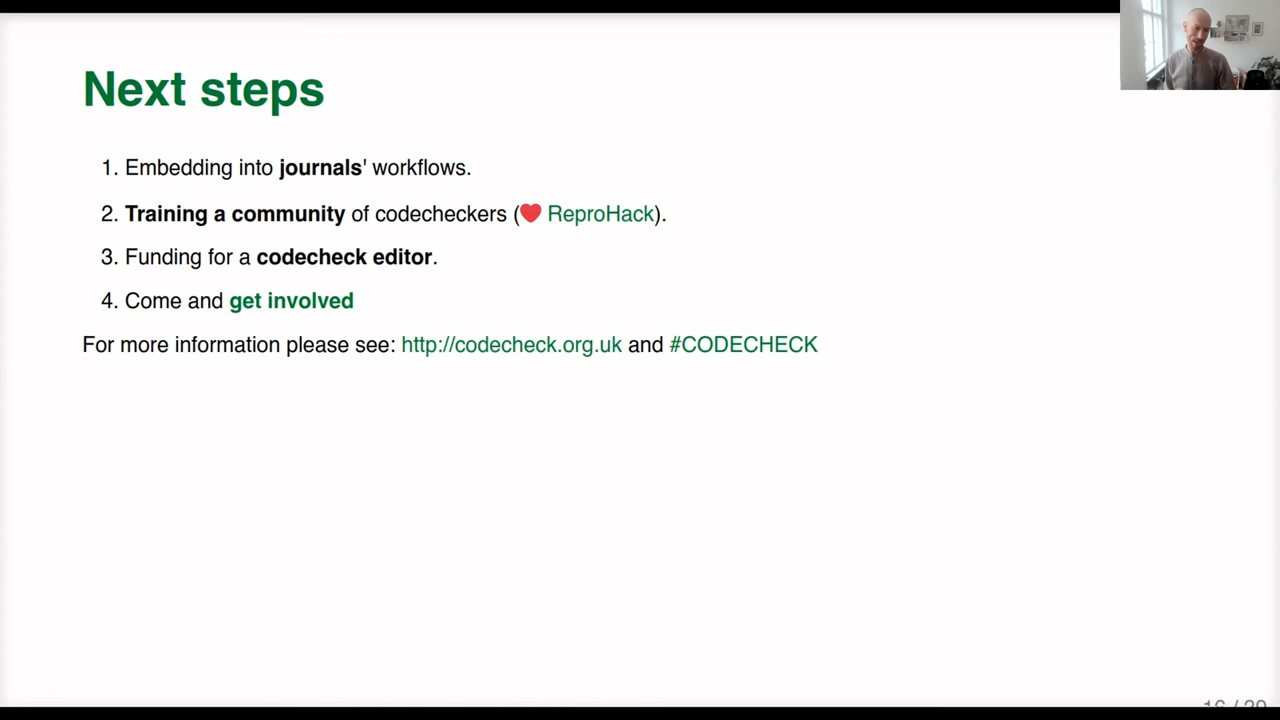 Next steps
1. Embedding into journals' workflows.
2. Training a community of codecheckers (❤ ReproHack).
3. Funding for a codecheck editor.
4. Come and get involved
For more information please see: http://codecheck.org.uk and #CODECHECK